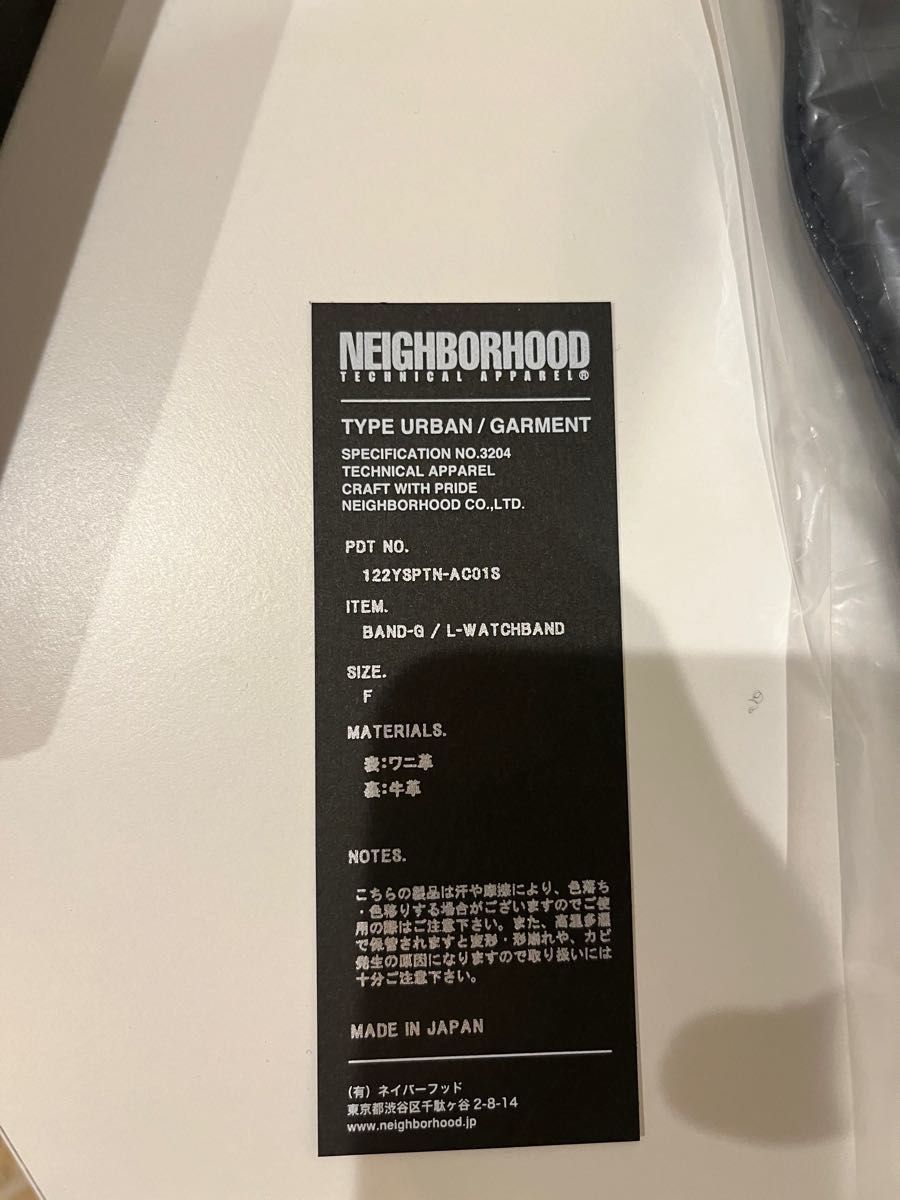 NEIGHBORHOOD
TECHNICAL APPAREL®
TYPE URBAN / GARMENT
SPECIFICATION NO.3204
TECHNICAL APPAREL
CRAFT WITH PRIDE
NEIGHBORHOOD CO.,LTD.
PDT NO.
122YSPTN-AC01S
ITEM.
BAND-G / L-WATCHBAND
SIZE.
F
MATERIALS.
表:ワニ革
裏:牛革
NOTES.
こちらの製品は汗や摩擦により、色落ち
・色移りする場合がございますのでご使
用の際はご注意下さい。また、高温多湿
で保管されますと変形・形崩れや、カビ
発生の原因になりますので取り扱いには
十分ご注意下さい。
MADE IN JAPAN
(有) ネイバーフッド
東京都渋谷区千駄ヶ谷 2-8-14
www.neighborhood.jp